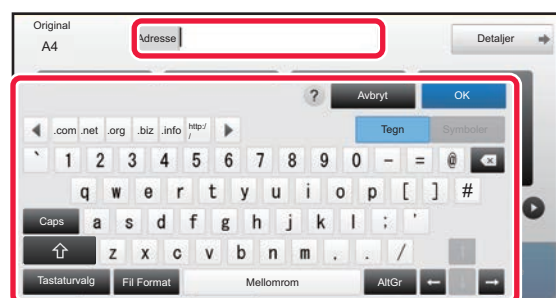 Original
A4
Adresse
Detaljer
? Avbryt OK
.com .net .org .biz .info http:/
/
Tegn Symboler
` 1 2 3 4 5 6 7 8 9 0 - = @
q w e r t y u i o p [ ] #
Caps a s d f g h j k l ; '
z x c v b n m . . /
Tastaturvalg Fil Format Mellomrom AltGr